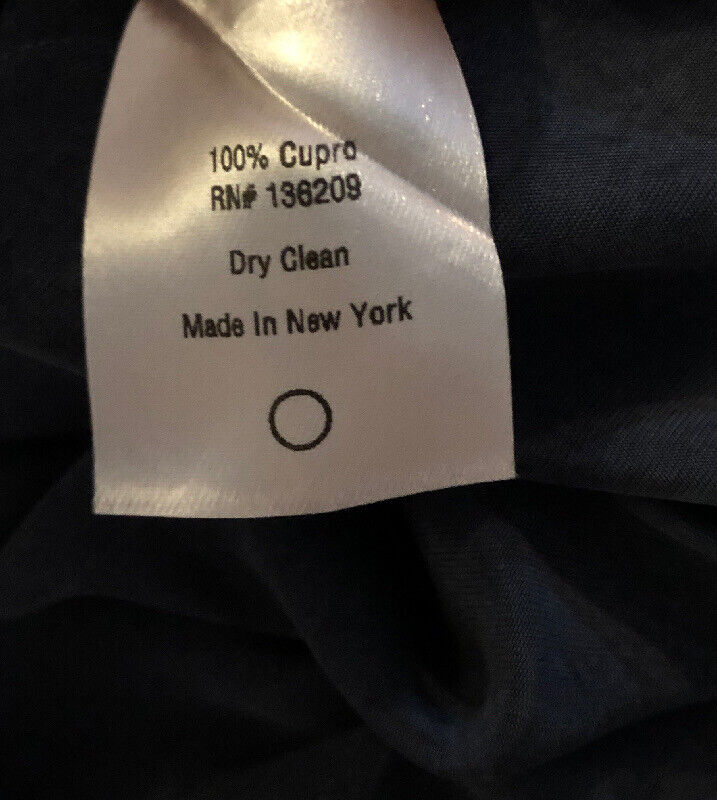 100% Cupro
RN# 136209
Dry Clean
Made In New York